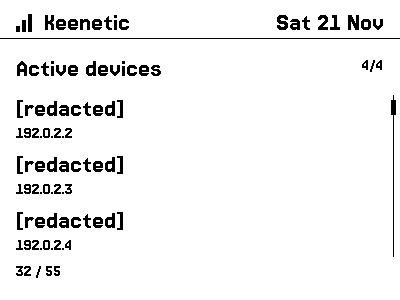 Keenetic
Sat 21 Nov
Active devices
4/4
[redacted]
192.0.2.2
[redacted]
192.0.2.3
[redacted]
192.0.2.4
32 / 55